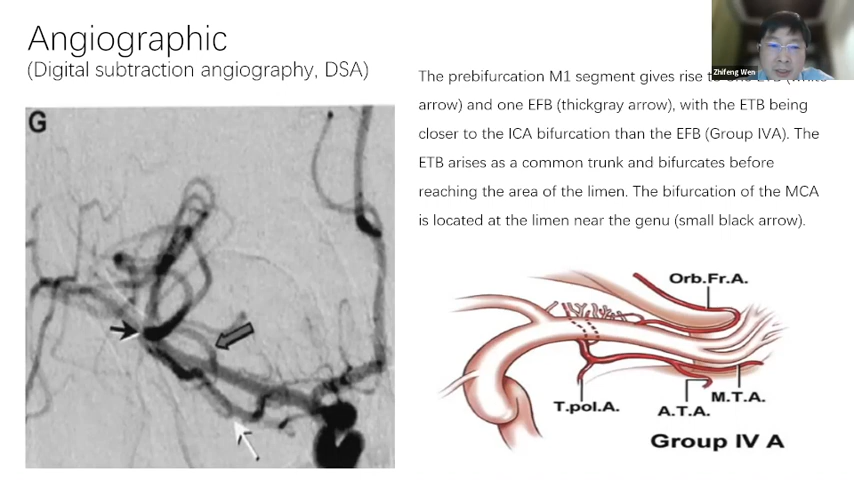 Angiographic
(Digital subtraction angiography, DSA)
Zhifeng Wen
The prebifurcation M1 segment gives rise
arrow) and one EFB (thickgray arrow), with the ETB being
closer to the ICA bifurcation than the EFB (Group IVA). The
ETB arises as a common trunk and bifurcates before
reaching the area of the limen. The bifurcation of the MCA
is located at the limen near the genu (small black arrow).
G
Orb.Fr.A.
T.pol.A.
A.T.A.
M.T.A.
Group IV A